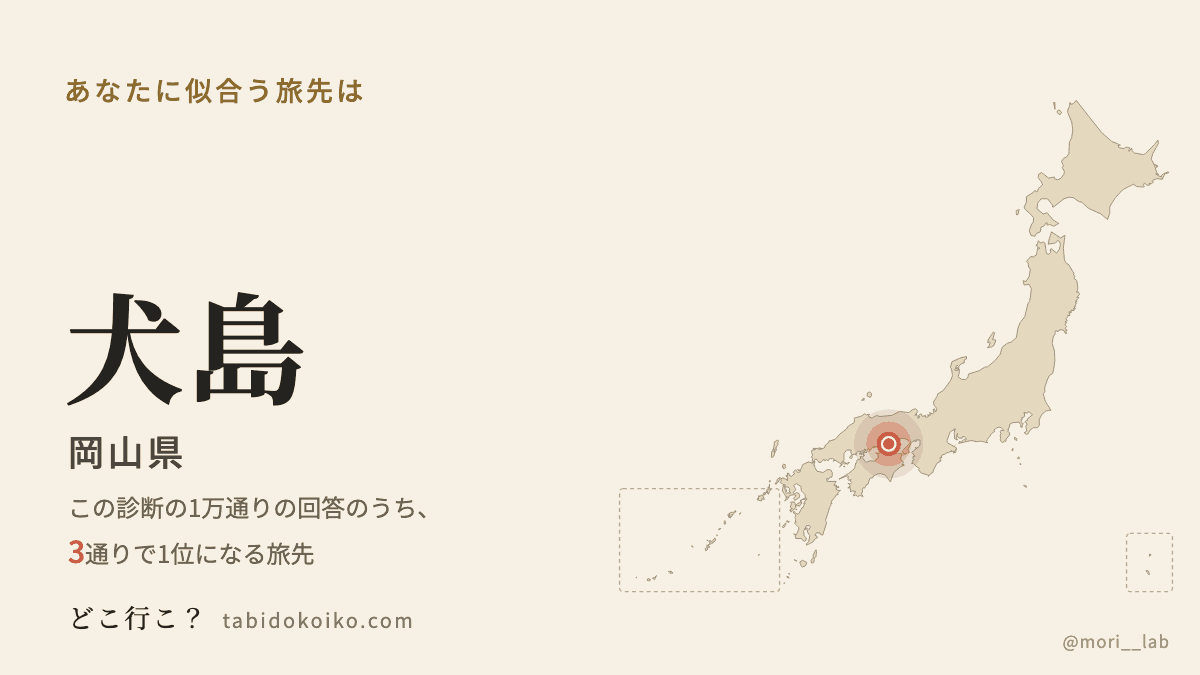 あなたに似合う旅先は
犬島
岡山県
この診断の1万通りの回答のうち、
3通りで1位になる旅先
どこ行こ？ tabidokoiko.com
@mori__lab